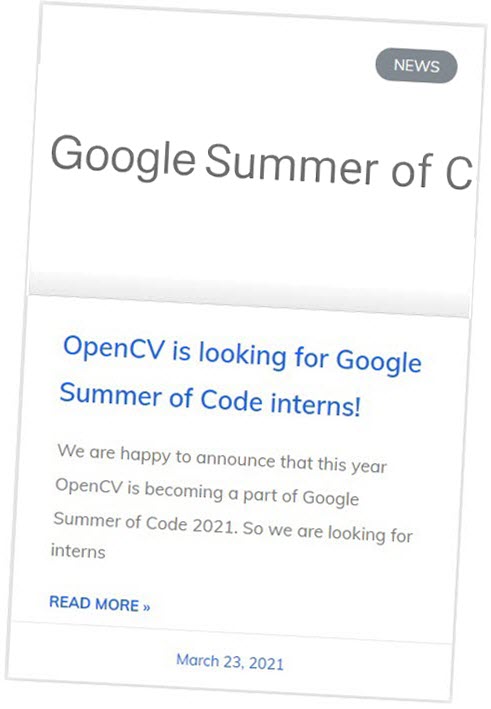 NEWS
Google Summer of C
OpenCV is looking for Google
Summer of Code interns!
We are happy to announce that this year
OpenCV is becoming a part of Google
Summer of Code 2021. So we are looking for
interns
READ MORE »
March 23, 2021